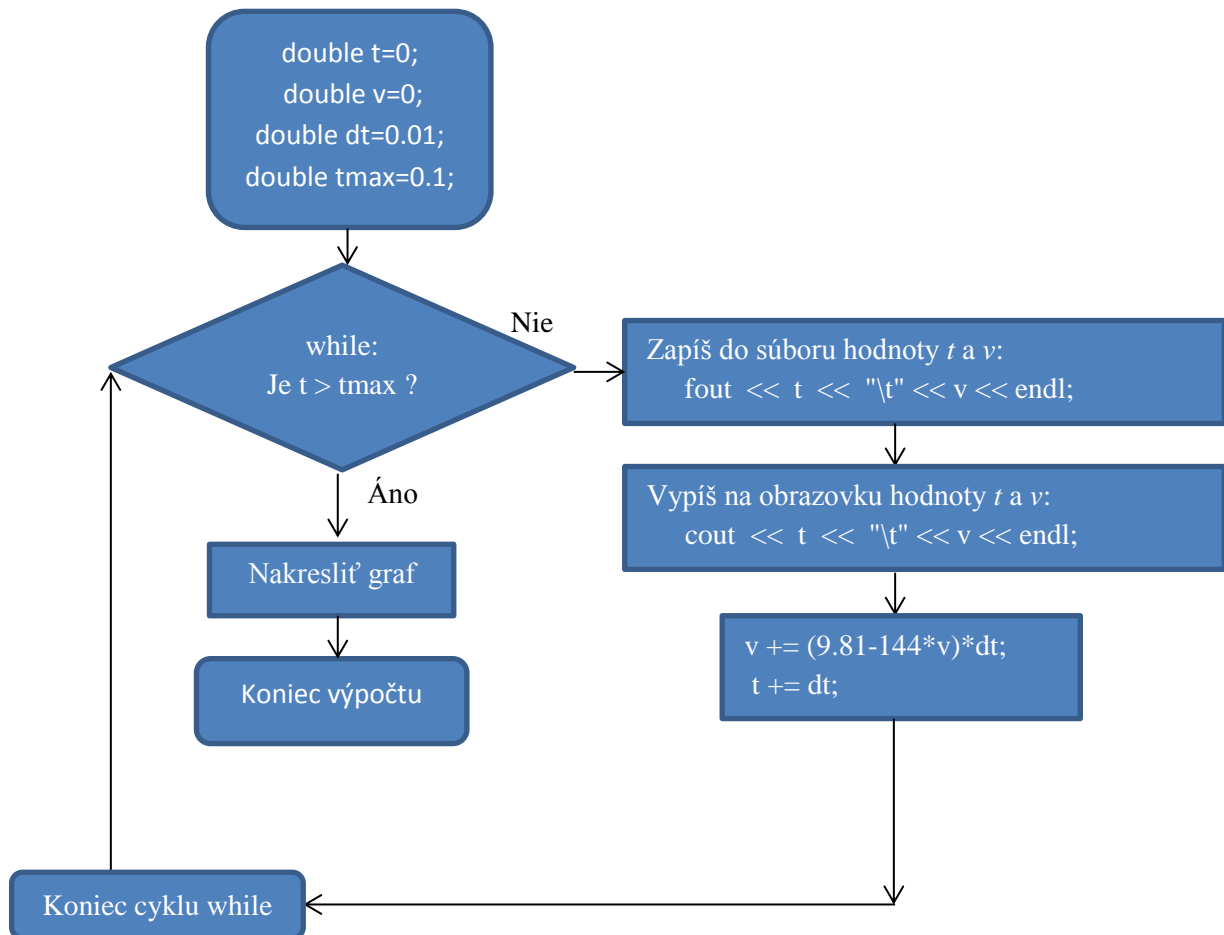 double t=0;
double v=0;
double dt=0.01;
double tmax=0.1;
while:
Je t > tmax ?
Nie
Zapíš do súboru hodnoty t a v:
fout << t << "\t" << v << endl;
Vypíš na obrazovku hodnoty t a v:
cout << t << "\t" << v << endl;
v += (9.81-144*v)*dt;
t += dt;
Áno
Nakresliť graf
Koniec výpočtu
Koniec cyklu while